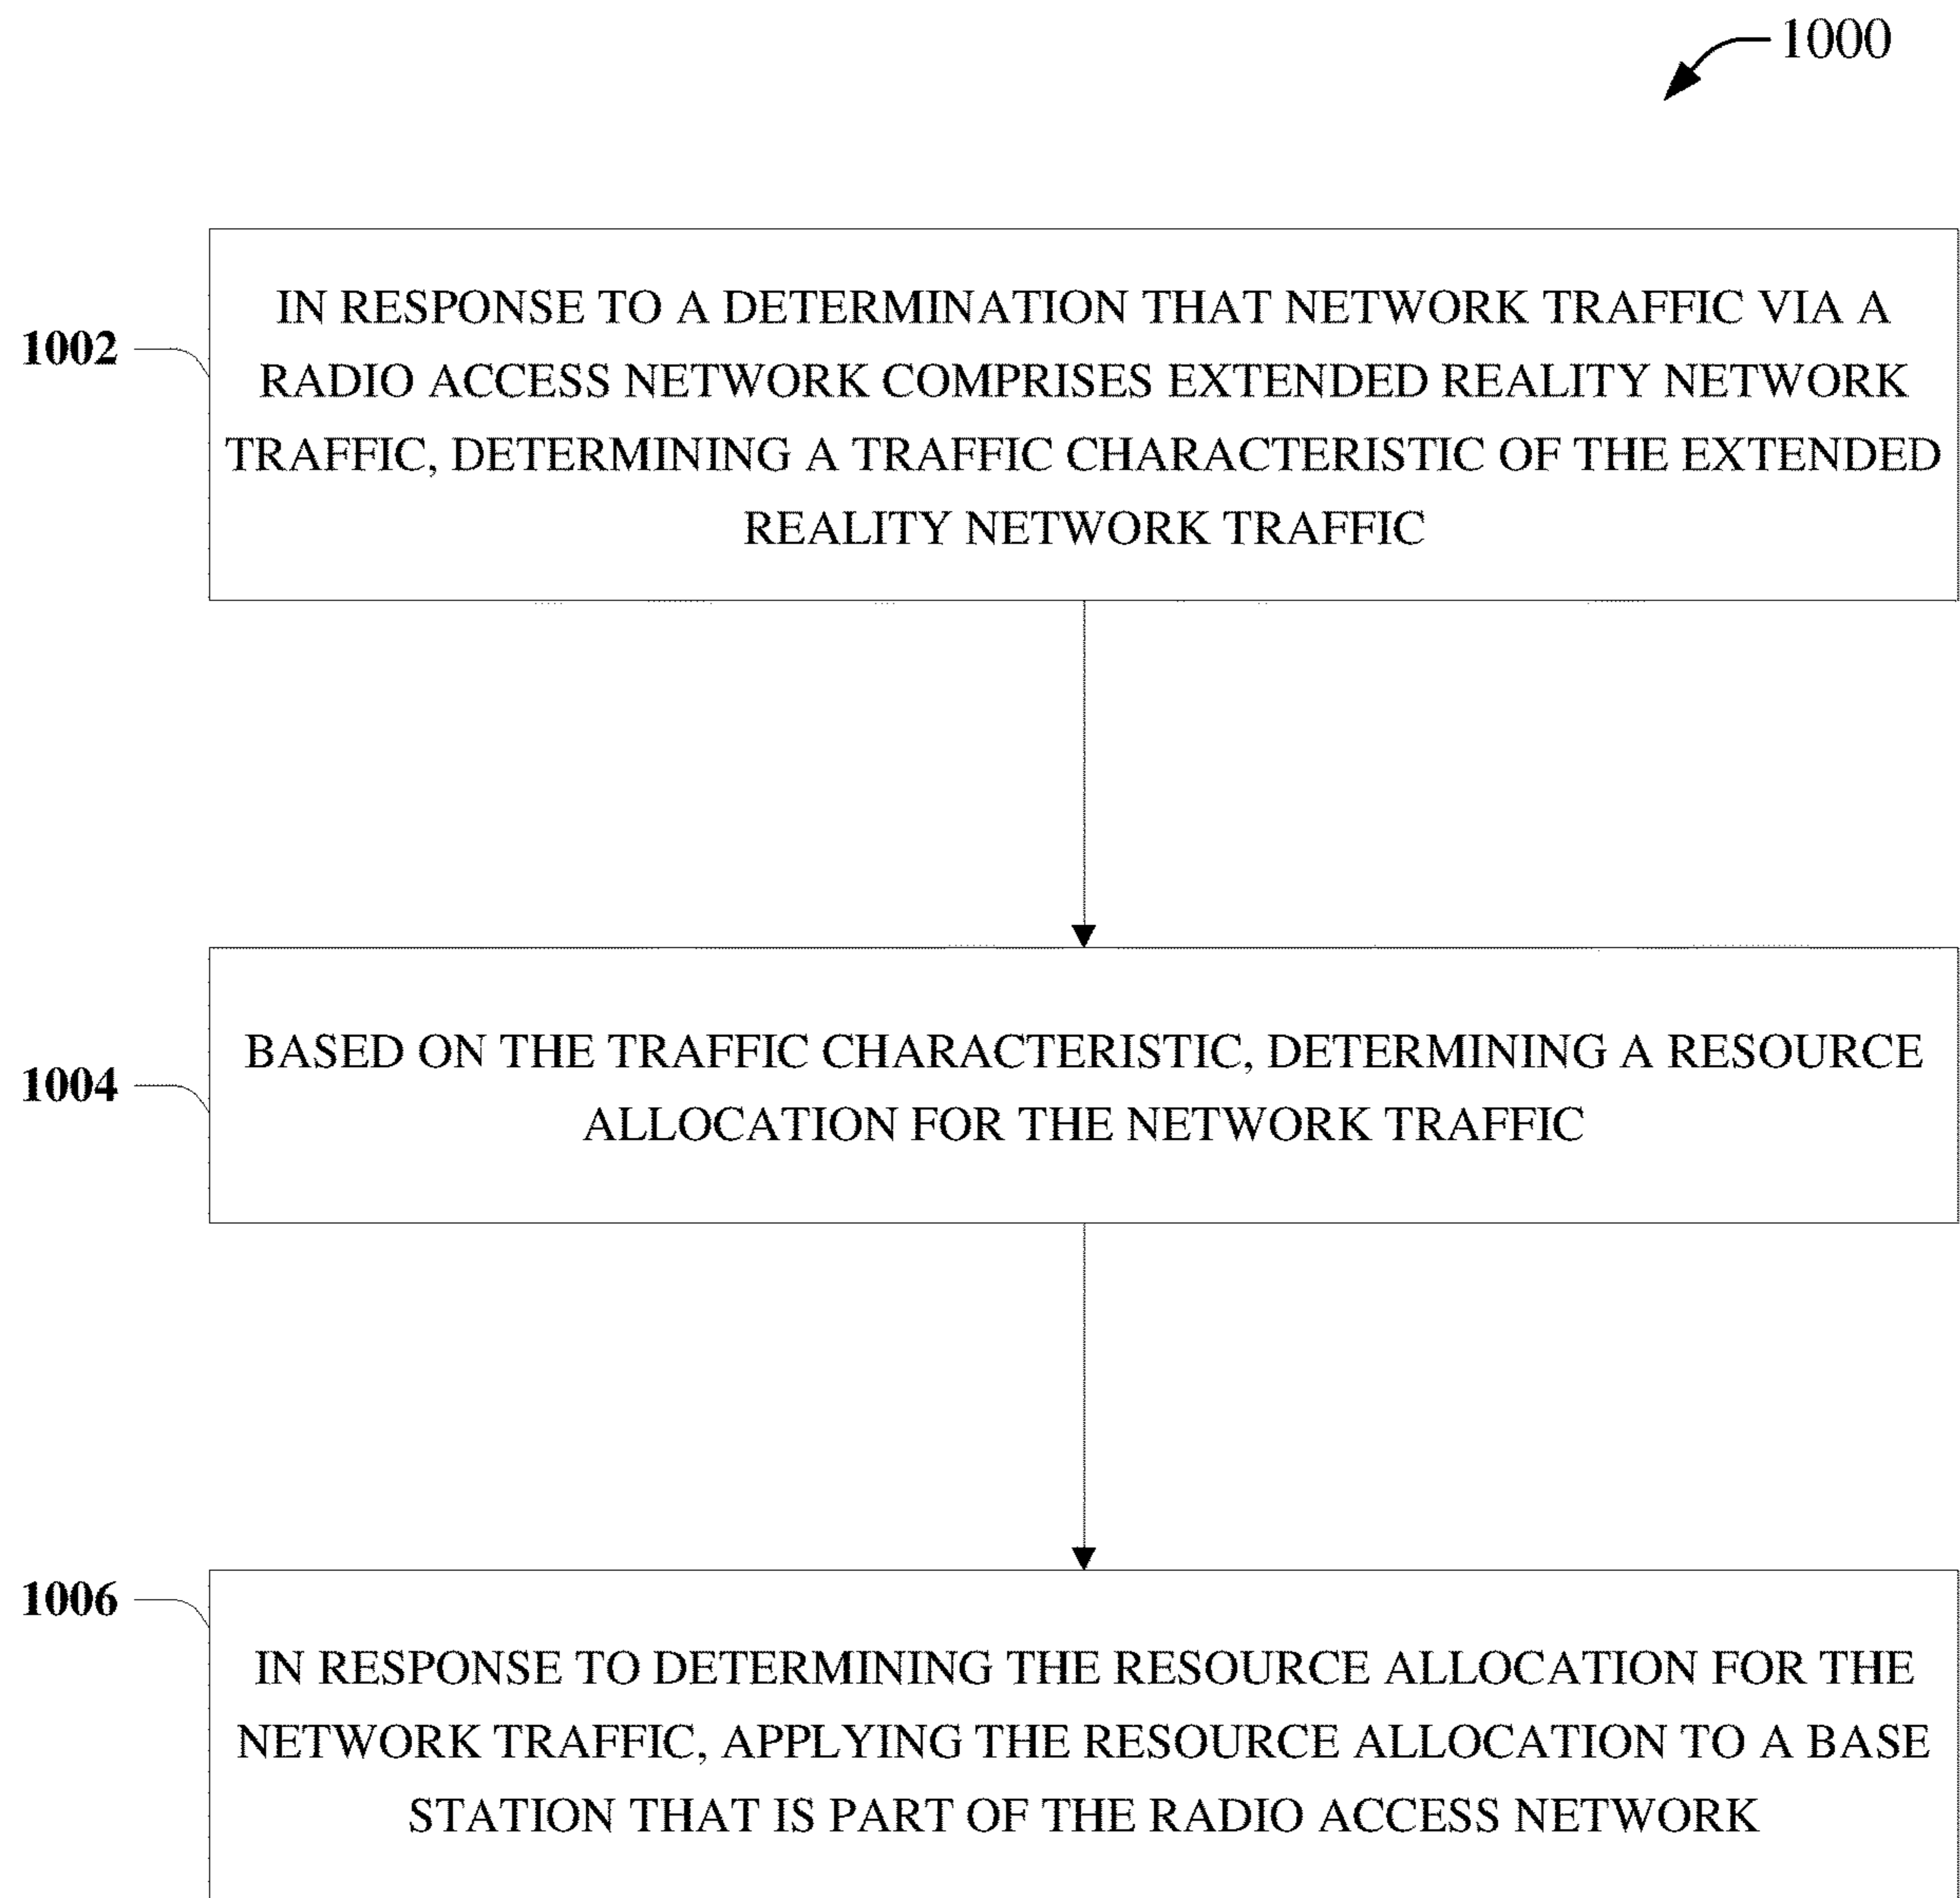 1000
1002
IN RESPONSE TO A DETERMINATION THAT NETWORK TRAFFIC VIA A
RADIO ACCESS NETWORK COMPRISES EXTENDED REALITY NETWORK
TRAFFIC, DETERMINING A TRAFFIC CHARACTERISTIC OF THE EXTENDED
REALITY NETWORK TRAFFIC
1004
BASED ON THE TRAFFIC CHARACTERISTIC, DETERMINING A RESOURCE
ALLOCATION FOR THE NETWORK TRAFFIC
1006
IN RESPONSE TO DETERMINING THE RESOURCE ALLOCATION FOR THE
NETWORK TRAFFIC, APPLYING THE RESOURCE ALLOCATION TO A BASE
STATION THAT IS PART OF THE RADIO ACCESS NETWORK